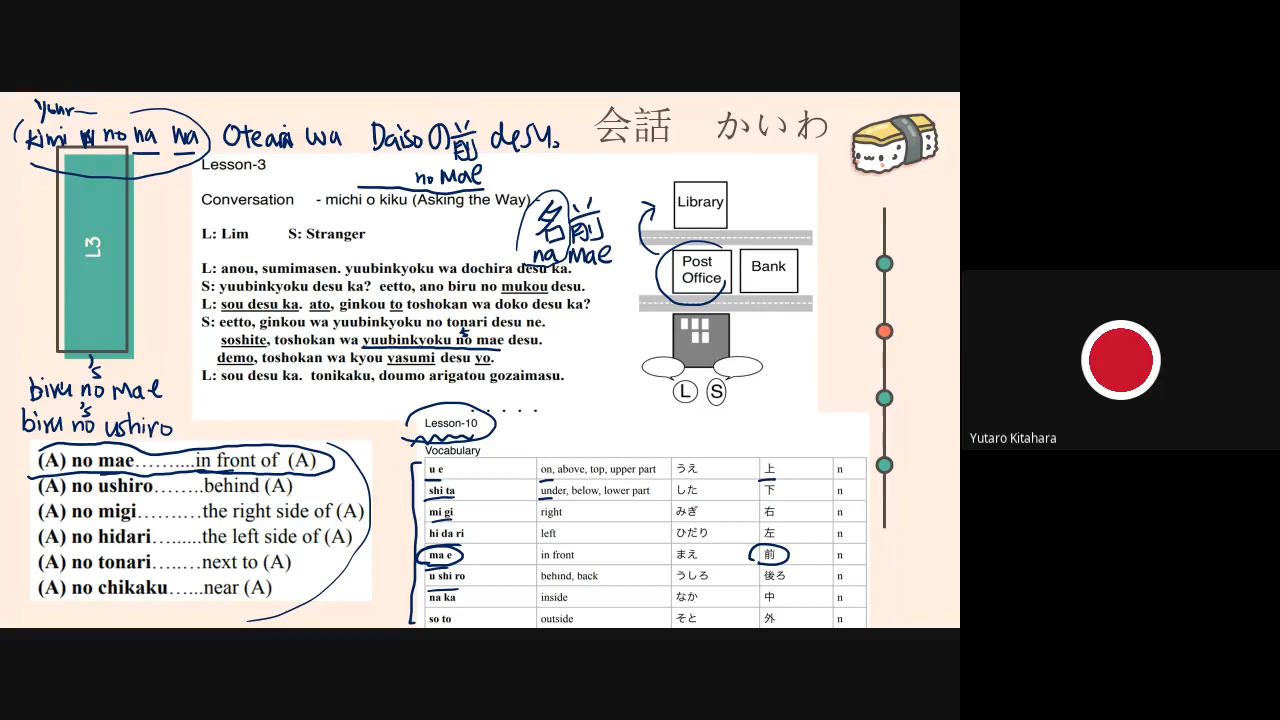 your
(kimi no na wa) Otearai wa Daisoの前 desu.
no mae
会話 かいわ
L3
Lesson-3
Conversation - michi o kiku (Asking the Way) -
名前
na mae
L: Lim S: Stranger
L: anou, sumimasen. yuubinkyoku wa dochira desu ka.
S: yuubinkyoku desu ka? eetto, ano biru no mukou desu.
L: sou desu ka. ato, ginkou to toshokan wa doko desu ka?
S: eetto, ginkou wa yuubinkyoku no tonari desu ne.
's
soshite, toshokan wa yuubinkyoku no mae desu.
demo, toshokan wa kyou yasumi desu yo.
L: sou desu ka. tonikaku, doumo arigatou gozaimasu.
Library
Post Office
Bank
L S
's
biru no mae
's
biru no ushiro
(A) no mae……....in front of (A)
(A) no ushiro……..behind (A)
(A) no migi……….the right side of (A)
(A) no hidari…......the left side of (A)
(A) no tonari…….next to (A)
(A) no chikaku…...near (A)
Lesson-10
Vocabulary
u e on, above, top, upper part うえ 上 n
shi ta under, below, lower part した 下 n
mi gi right みぎ 右 n
hi da ri left ひだり 左 n
ma e in front まえ 前 n
u shi ro behind, back うしろ 後ろ n
na ka inside なか 中 n
so to outside そと 外 n
Yutaro Kitahara